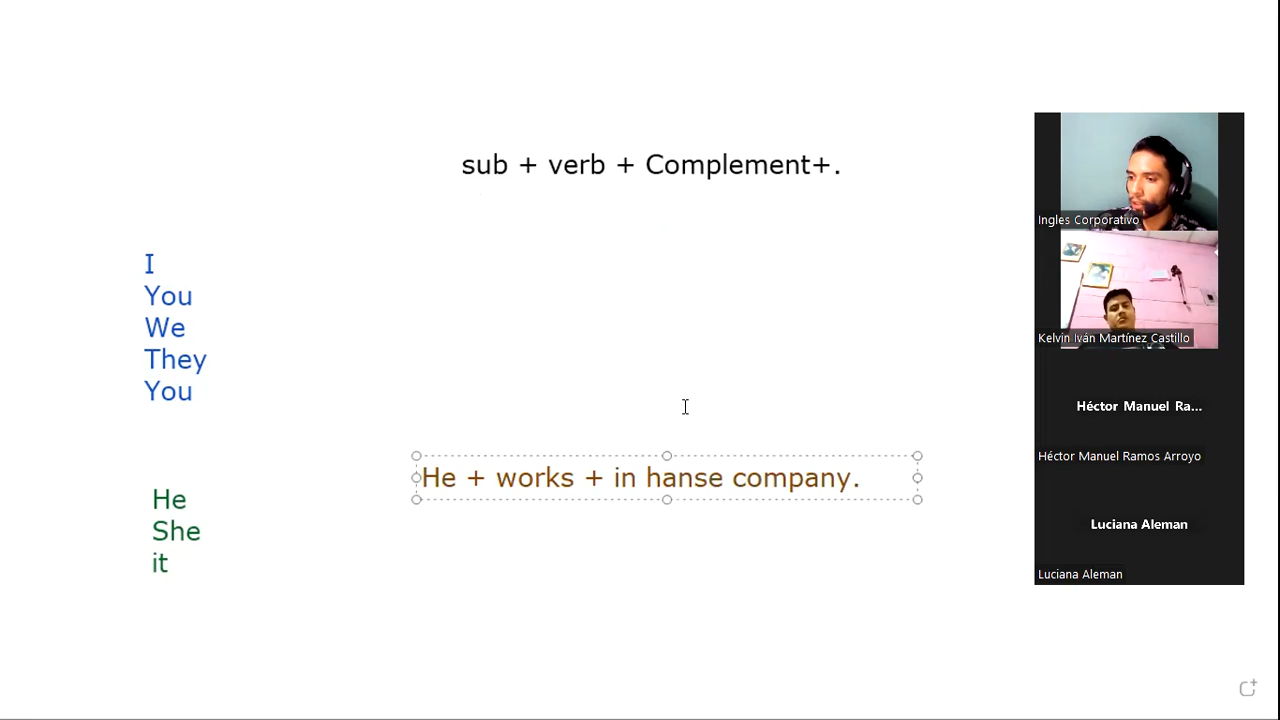 sub + verb + Complement+.
I
You
We
They
You
He + works + in hanse company.
He
She
it
Ingles Corporativo
Kelvin Iván Martínez Castillo
Héctor Manuel Ra...
Héctor Manuel Ramos Arroyo
Luciana Aleman
Luciana Aleman